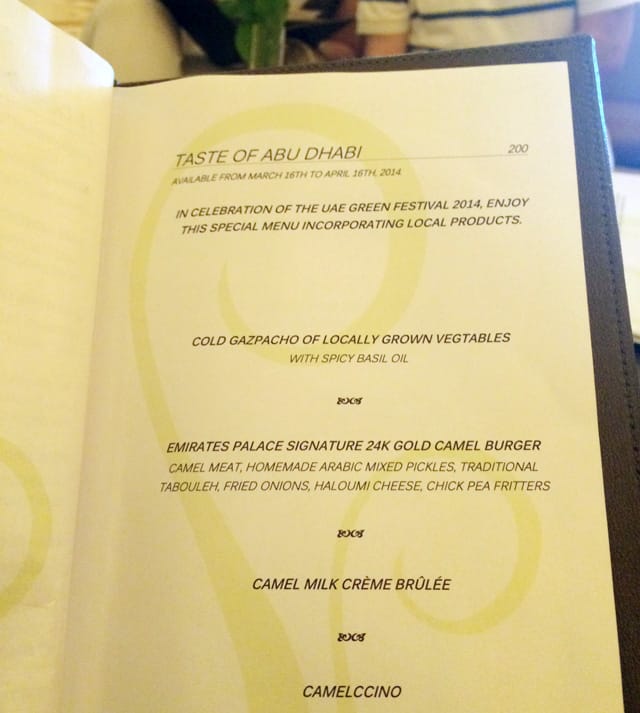 TASTE OF ABU DHABI 200
AVAILABLE FROM MARCH 16TH TO APRIL 16TH, 2014
IN CELEBRATION OF THE UAE GREEN FESTIVAL 2014, ENJOY
THIS SPECIAL MENU INCORPORATING LOCAL PRODUCTS.
COLD GAZPACHO OF LOCALLY GROWN VEGTABLES
WITH SPICY BASIL OIL
EMIRATES PALACE SIGNATURE 24K GOLD CAMEL BURGER
CAMEL MEAT, HOMEMADE ARABIC MIXED PICKLES, TRADITIONAL
TABOULEH, FRIED ONIONS, HALOUMI CHEESE, CHICK PEA FRITTERS
CAMEL MILK CRÈME BRÛLÉE
CAMELCCINO